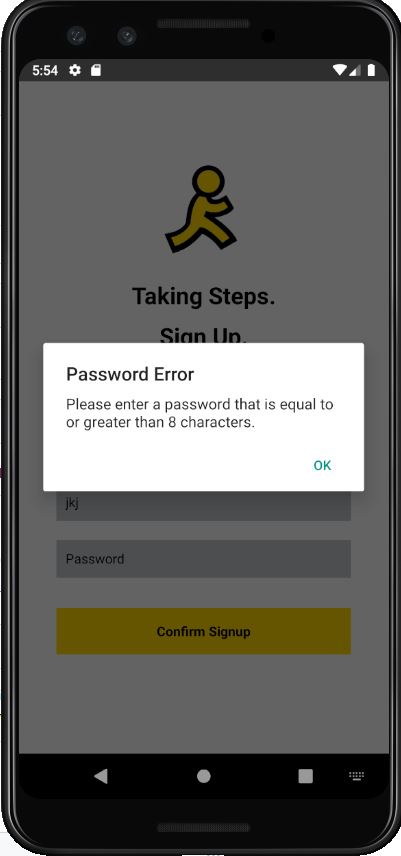 5:54
Taking Steps.
Sign Up.
Password Error
Please enter a password that is equal to
or greater than 8 characters.
OK
jkj
Password
Confirm Signup